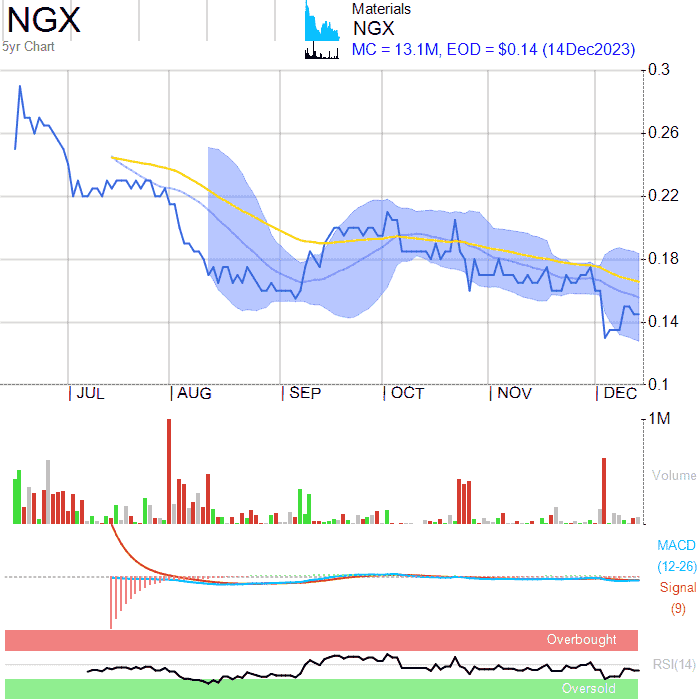 NGX
5yr Chart
Materials
NGX
MC = 13.1M, EOD = $0.14 (14Dec2023)
0.3
0.26
0.22
0.18
0.14
0.1
JUL AUG SEP OCT NOV DEC
1M
Volume
MACD
(12-26)
Signal
(9)
Overbought
RSI(14)
Oversold